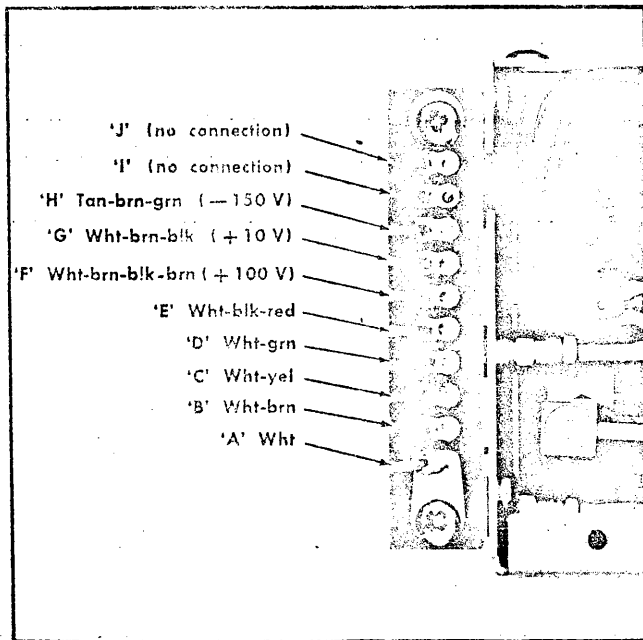 'J' (no connection)
'I' (no connection)
'H' Tan-brn-grn (— 150 V)
'G' Wht-brn-blk (+ 10 V)
'F' Wht-brn-blk-brn (+ 100 V)
'E' Wht-blk-red
'D' Wht-grn
'C' Wht-yel
'B' Wht-brn
'A' Wht